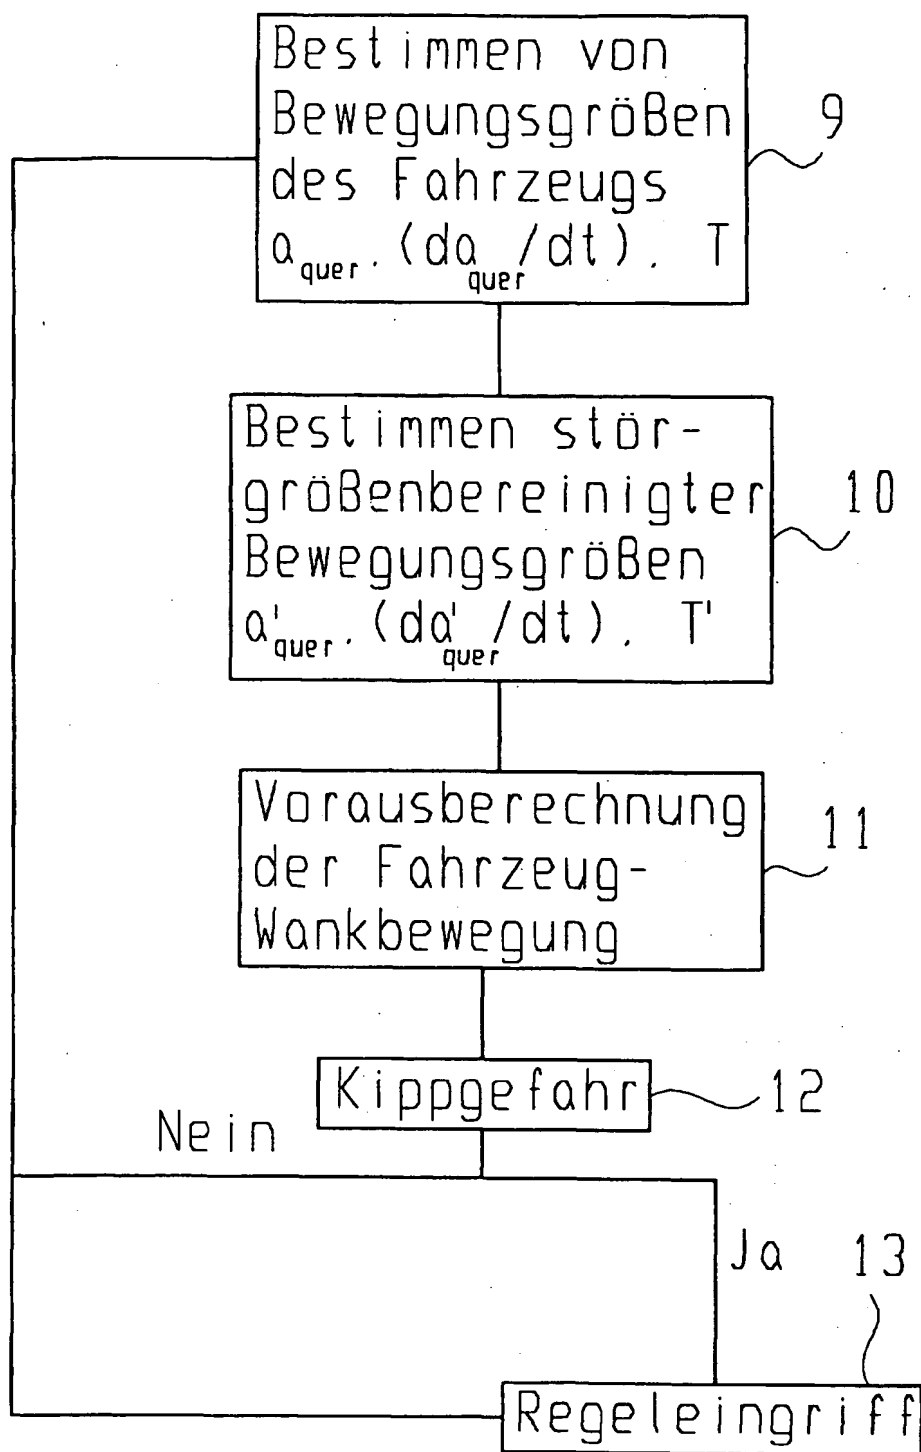 Bestimmen von
Bewegungsgrößen
des Fahrzeugs
a_quer. (da_quer/dt). T
9
Bestimmen stör-
größenbereinigter
Bewegungsgrößen
a'_quer. (da'_quer/dt). T'
10
Vorausberechnung
der Fahrzeug-
Wankbewegung
11
Kippgefahr
12
Nein
Ja
13
Regeleingriff